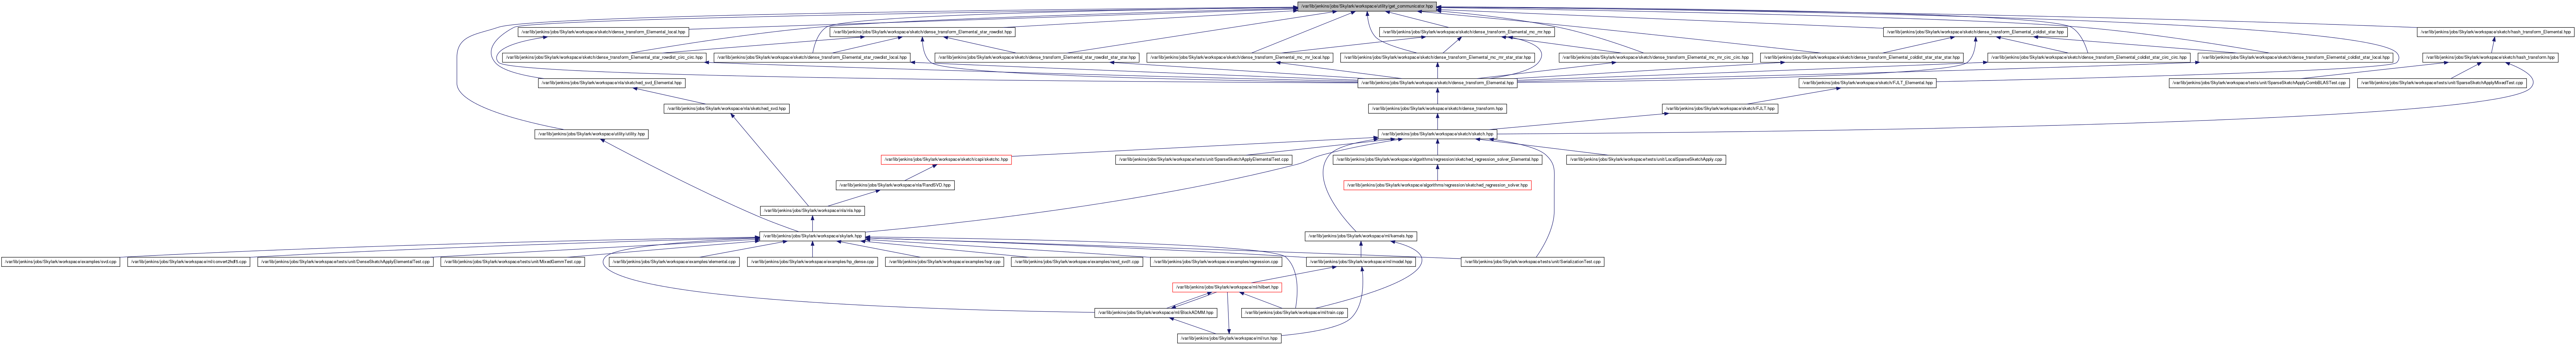 /var/lib/jenkins/jobs/Skylark/workspace/utility/get_communicator.hpp
/var/lib/jenkins/jobs/Skylark/workspace/sketch/dense_transform_Elemental_local.hpp
/var/lib/jenkins/jobs/Skylark/workspace/sketch/dense_transform_Elemental_star_rowdist.hpp
/var/lib/jenkins/jobs/Skylark/workspace/sketch/dense_transform_Elemental_mc_mr.hpp
/var/lib/jenkins/jobs/Skylark/workspace/sketch/dense_transform_Elemental_coldist_star.hpp
/var/lib/jenkins/jobs/Skylark/workspace/sketch/hash_transform_Elemental.hpp
/var/lib/jenkins/jobs/Skylark/workspace/sketch/dense_transform_Elemental_star_rowdist_circ_circ.hpp
/var/lib/jenkins/jobs/Skylark/workspace/sketch/dense_transform_Elemental_star_rowdist_local.hpp
/var/lib/jenkins/jobs/Skylark/workspace/sketch/dense_transform_Elemental_star_rowdist_star_star.hpp
/var/lib/jenkins/jobs/Skylark/workspace/sketch/dense_transform_Elemental_mc_mr_local.hpp
/var/lib/jenkins/jobs/Skylark/workspace/sketch/dense_transform_Elemental_mc_mr_star_star.hpp
/var/lib/jenkins/jobs/Skylark/workspace/sketch/dense_transform_Elemental_mc_mr_circ_circ.hpp
/var/lib/jenkins/jobs/Skylark/workspace/sketch/dense_transform_Elemental_coldist_star_star_star.hpp
/var/lib/jenkins/jobs/Skylark/workspace/sketch/dense_transform_Elemental_coldist_star_circ_circ.hpp
/var/lib/jenkins/jobs/Skylark/workspace/sketch/dense_transform_Elemental_coldist_star_local.hpp
/var/lib/jenkins/jobs/Skylark/workspace/sketch/hash_transform.hpp
/var/lib/jenkins/jobs/Skylark/workspace/nla/sketched_svd_Elemental.hpp
/var/lib/jenkins/jobs/Skylark/workspace/sketch/dense_transform_Elemental.hpp
/var/lib/jenkins/jobs/Skylark/workspace/sketch/FJLT_Elemental.hpp
/var/lib/jenkins/jobs/Skylark/workspace/tests/unit/SparseSketchApplyCombBLASTest.cpp
/var/lib/jenkins/jobs/Skylark/workspace/tests/unit/SparseSketchApplyMixedTest.cpp
/var/lib/jenkins/jobs/Skylark/workspace/nla/sketched_svd.hpp
/var/lib/jenkins/jobs/Skylark/workspace/sketch/dense_transform.hpp
/var/lib/jenkins/jobs/Skylark/workspace/sketch/FJLT.hpp
/var/lib/jenkins/jobs/Skylark/workspace/utility/utility.hpp
/var/lib/jenkins/jobs/Skylark/workspace/sketch/sketch.hpp
/var/lib/jenkins/jobs/Skylark/workspace/sketch/capi/sketchc.hpp
/var/lib/jenkins/jobs/Skylark/workspace/tests/unit/SparseSketchApplyElementalTest.cpp
/var/lib/jenkins/jobs/Skylark/workspace/algorithms/regression/sketched_regression_solver_Elemental.hpp
/var/lib/jenkins/jobs/Skylark/workspace/tests/unit/LocalSparseSketchApply.cpp
/var/lib/jenkins/jobs/Skylark/workspace/nla/RandSVD.hpp
/var/lib/jenkins/jobs/Skylark/workspace/algorithms/regression/sketched_regression_solver.hpp
/var/lib/jenkins/jobs/Skylark/workspace/nla/nla.hpp
/var/lib/jenkins/jobs/Skylark/workspace/skylark.hpp
/var/lib/jenkins/jobs/Skylark/workspace/ml/kernels.hpp
/var/lib/jenkins/jobs/Skylark/workspace/examples/svd.cpp
/var/lib/jenkins/jobs/Skylark/workspace/ml/convert2hdf5.cpp
/var/lib/jenkins/jobs/Skylark/workspace/tests/unit/DenseSketchApplyElementalTest.cpp
/var/lib/jenkins/jobs/Skylark/workspace/tests/unit/MixedGemmTest.cpp
/var/lib/jenkins/jobs/Skylark/workspace/examples/elemental.cpp
/var/lib/jenkins/jobs/Skylark/workspace/examples/hp_dense.cpp
/var/lib/jenkins/jobs/Skylark/workspace/examples/lsqr.cpp
/var/lib/jenkins/jobs/Skylark/workspace/examples/rand_svd1.cpp
/var/lib/jenkins/jobs/Skylark/workspace/examples/regression.cpp
/var/lib/jenkins/jobs/Skylark/workspace/ml/model.hpp
/var/lib/jenkins/jobs/Skylark/workspace/tests/unit/SerializationTest.cpp
/var/lib/jenkins/jobs/Skylark/workspace/ml/hilbert.hpp
/var/lib/jenkins/jobs/Skylark/workspace/ml/BlockADMM.hpp
/var/lib/jenkins/jobs/Skylark/workspace/ml/train.cpp
/var/lib/jenkins/jobs/Skylark/workspace/ml/run.hpp